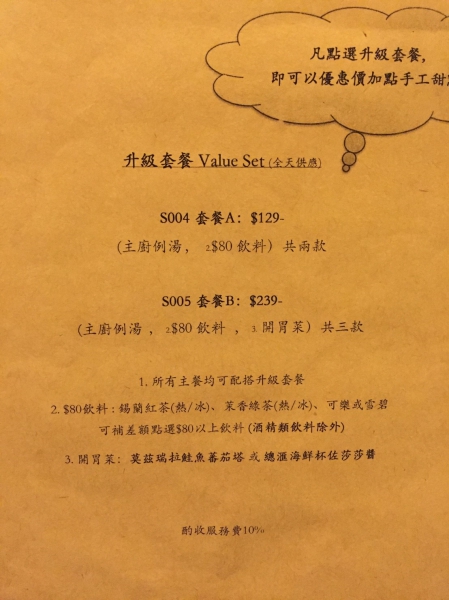 凡點選升級套餐,
即可以優惠價加點手工甜
升級套餐 Value Set (全天供應)
S004 套餐A: $129-
(主廚例湯, 2.$80 飲料) 共兩款
S005 套餐B: $239-
(主廚例湯, 2.$80 飲料, 3. 開胃菜) 共三款
1. 所有主餐均可配搭升級套餐
2. $80飲料: 錫蘭紅茶(熱/冰)、茉香綠茶(熱/冰)、可樂或雪碧
可補差額點選$80以上飲料 (酒精類飲料除外)
3. 開胃菜: 莫茲瑞拉鮭魚蕃茄塔 或 總滙海鮮杯佐莎莎醬
酌收服務費10%